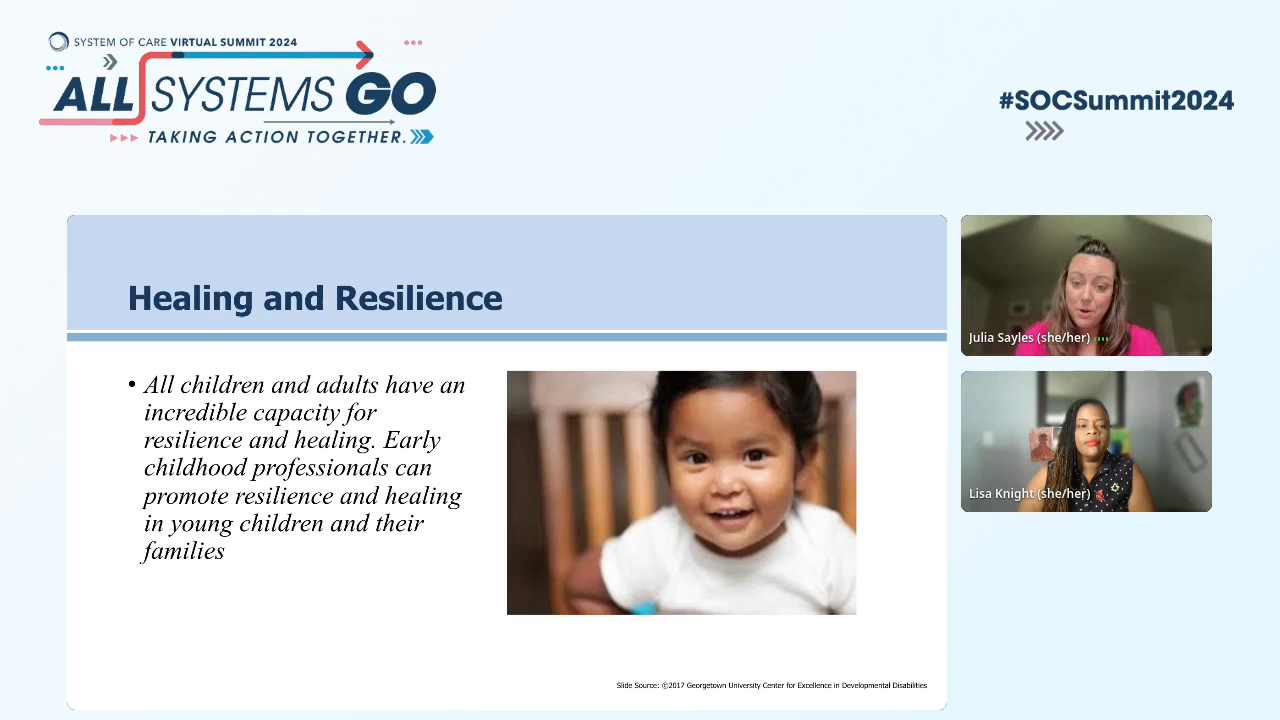 SYSTEM OF CARE VIRTUAL SUMMIT 2024
ALL SYSTEMS GO
TAKING ACTION TOGETHER.
#SOCSummit2024
Healing and Resilience
• All children and adults have an
incredible capacity for
resilience and healing. Early
childhood professionals can
promote resilience and healing
in young children and their
families
Slide Source: ©2017 Georgetown University Center for Excellence in Developmental Disabilities
Julia Sayles (she/her)
Lisa Knight (she/her)